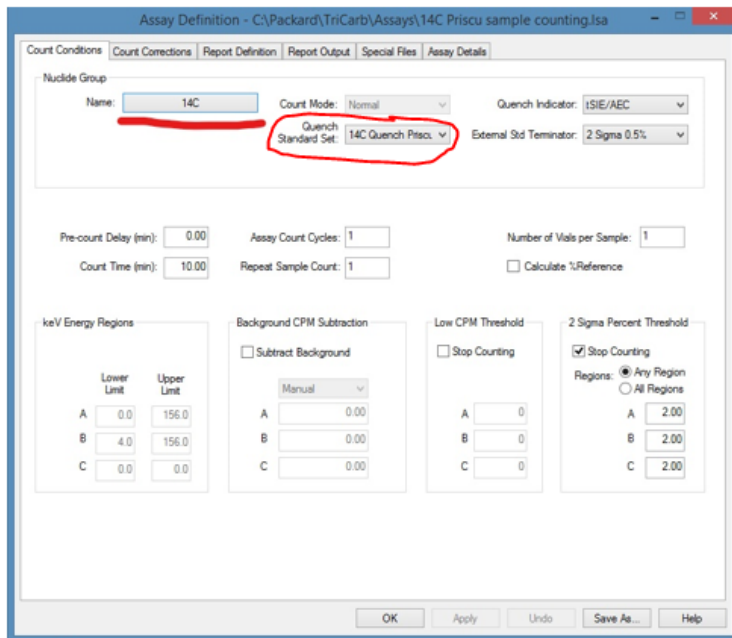 Assay Definition - C:\Packard\TriCarb\Assays\14C Priscu sample counting.lsa
Count Conditions Count Corrections Report Definition Report Output Special Files Assay Details
Nuclide Group
Name: 14C Count Mode: Normal Quench Indicator: tSIE/AEC
Quench Standard Set: 14C Quench Priscu External Std Terminator: 2 Sigma 0.5%
Pre-count Delay (min): 0.00 Assay Count Cycles: 1 Number of Vials per Sample: 1
Count Time (min): 10.00 Repeat Sample Count: 1 Calculate %Reference
keV Energy Regions Background CPM Subtraction Low CPM Threshold 2 Sigma Percent Threshold
Subtract Background Stop Counting Stop Counting
Lower Limit Upper Limit Manual Regions: Any Region
All Regions
A 0.0 156.0 A 0.00 A 0 A 2.00
B 4.0 156.0 B 0.00 B 0 B 2.00
C 0.0 0.0 C 0.00 C 0 C 2.00
OK Apply Undo Save As... Help